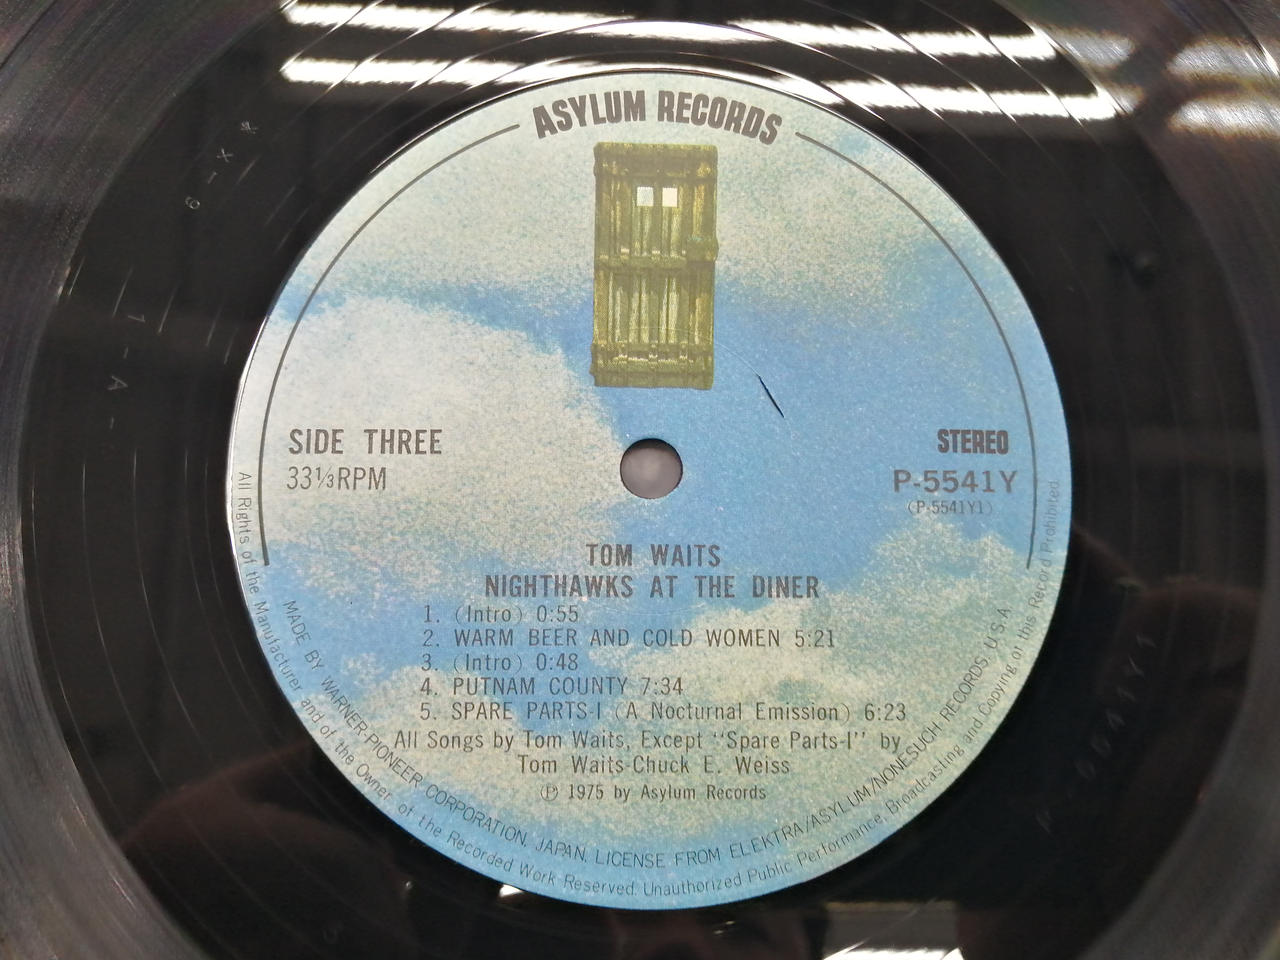 ASYLUM RECORDS
SIDE THREE
33⅓RPM
STEREO
P-5541Y
(P-5541Y1)
TOM WAITS
NIGHTHAWKS AT THE DINER
1. (Intro) 0:55
2. WARM BEER AND COLD WOMEN 5:21
3. (Intro) 0:48
4. PUTNAM COUNTY 7:34
5. SPARE PARTS-I (A Nocturnal Emission) 6:23
All Songs by Tom Waits, Except "Spare Parts-I" by
Tom Waits-Chuck E. Weiss
℗ 1975 by Asylum Records
MADE BY WARNER-PIONEER CORPORATION, JAPAN, LICENSE FROM ELEKTRA/ASYLUM/NONESUCH RECORDS, U.S.A
All Rights of the Manufacturer and of the Owner of the Recorded Work Reserved. Unauthorized Public Performance, Broadcasting and Copying of this Record Prohibited.
* X-9
1-A-